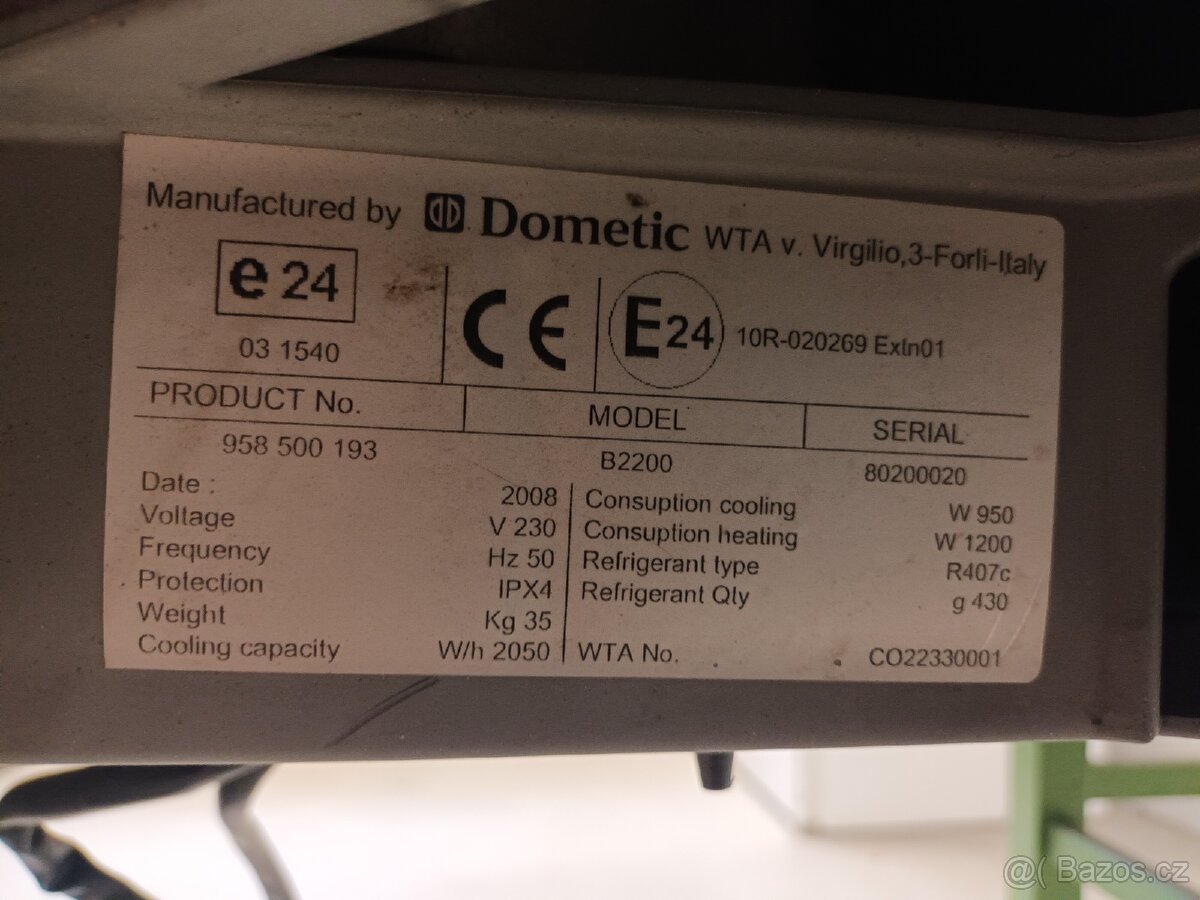 Manufactured by Dometic WTA v. Virgilio,3-Forli-Italy
e24
03 1540
CE
E24
10R-020269 ExIn01
PRODUCT No.
MODEL
SERIAL
958 500 193
B2200
80200020
Date : 2008
Voltage V 230
Frequency Hz 50
Protection IPX4
Weight Kg 35
Cooling capacity W/h 2050
Consuption cooling W 950
Consuption heating W 1200
Refrigerant type R407c
Refrigerant Qly g 430
WTA No. CO22330001
@( Bazos.cz